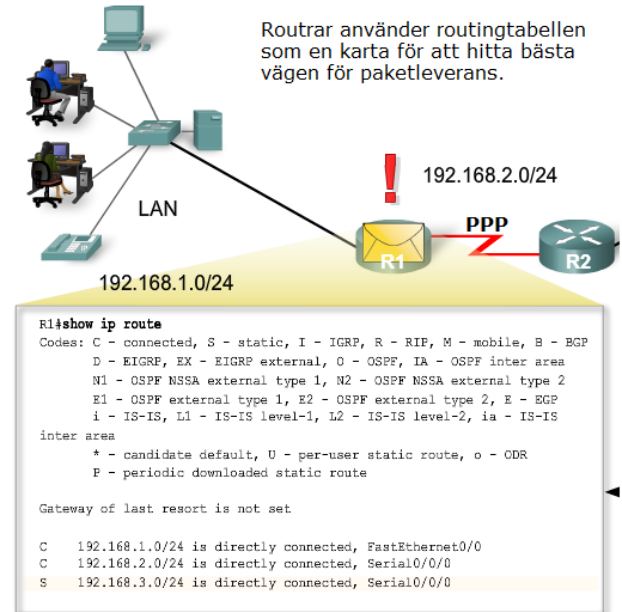 Routrar använder routingtabellen
som en karta för att hitta bästa
vägen för paketleverans.
192.168.2.0/24
LAN
PPP
R1
R2
192.168.1.0/24
R1#show ip route
Codes: C - connected, S - static, I - IGRP, R - RIP, M - mobile, B - BGP
D - EIGRP, EX - EIGRP external, O - OSPF, IA - OSPF inter area
N1 - OSPF NSSA external type 1, N2 - OSPF NSSA external type 2
E1 - OSPF external type 1, E2 - OSPF external type 2, E - EGP
i - IS-IS, L1 - IS-IS level-1, L2 - IS-IS level-2, ia - IS-IS
inter area
* - candidate default, U - per-user static route, o - ODR
P - periodic downloaded static route
Gateway of last resort is not set
C 192.168.1.0/24 is directly connected, FastEthernet0/0
C 192.168.2.0/24 is directly connected, Serial0/0/0
S 192.168.3.0/24 is directly connected, Serial0/0/0